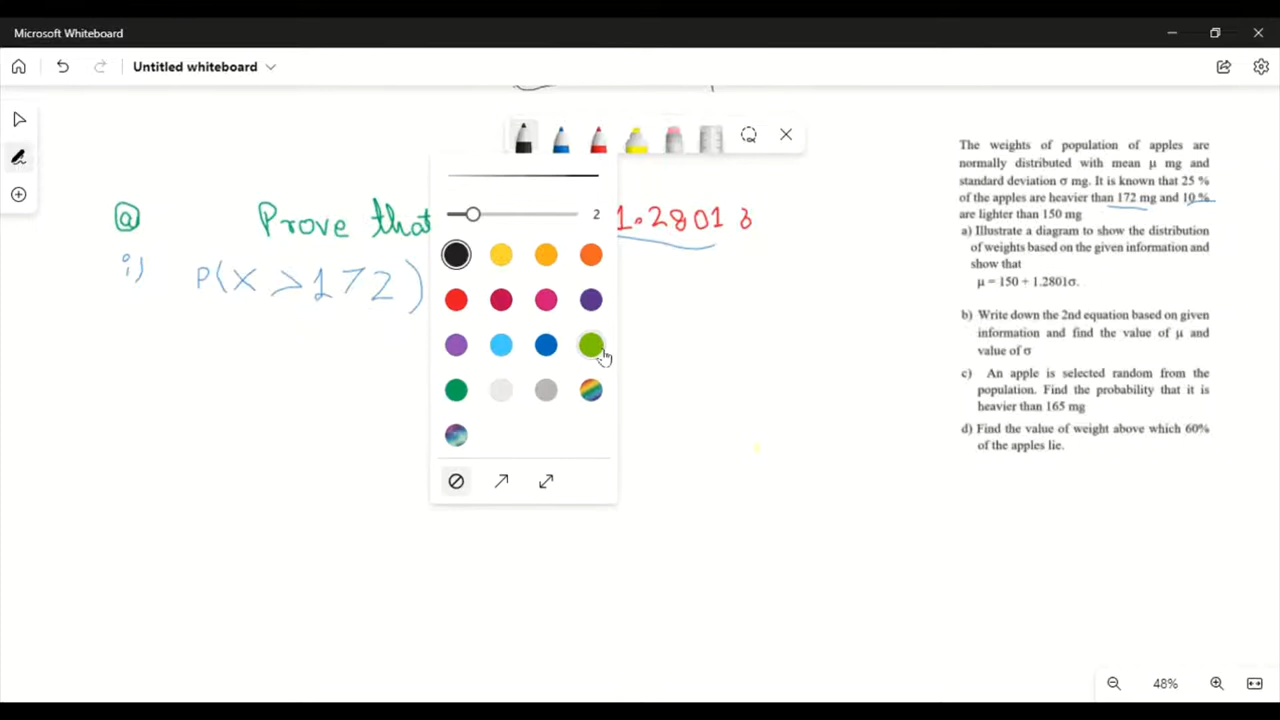 Microsoft Whiteboard
Untitled whiteboard
ⓐ Prove that 1.2801 σ
i) P(X > 172)
2
The weights of population of apples are
normally distributed with mean μ mg and
standard deviation σ mg. It is known that 25 %
of the apples are heavier than 172 mg and 10 %
are lighter than 150 mg
a) Illustrate a diagram to show the distribution
of weights based on the given information and
show that
μ = 150 + 1.2801σ.
b) Write down the 2nd equation based on given
information and find the value of μ and
value of σ
c) An apple is selected random from the
population. Find the probability that it is
heavier than 165 mg
d) Find the value of weight above which 60%
of the apples lie.
48%